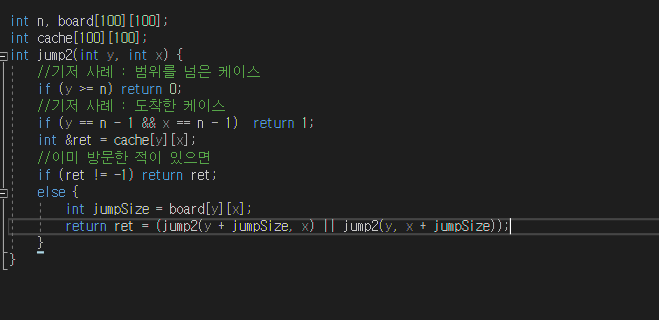 int n, board[100][100];
int cache[100][100];
int jump2(int y, int x) {
//기저 사례 : 범위를 넘은 케이스
if (y >= n) return 0;
//기저 사례 : 도착한 케이스
if (y == n - 1 && x == n - 1)  return 1;
int &ret = cache[y][x];
//이미 방문한 적이 있으면
if (ret != -1) return ret;
else {
int jumpSize = board[y][x];
return ret = (jump2(y + jumpSize, x) || jump2(y, x + jumpSize));
}
}